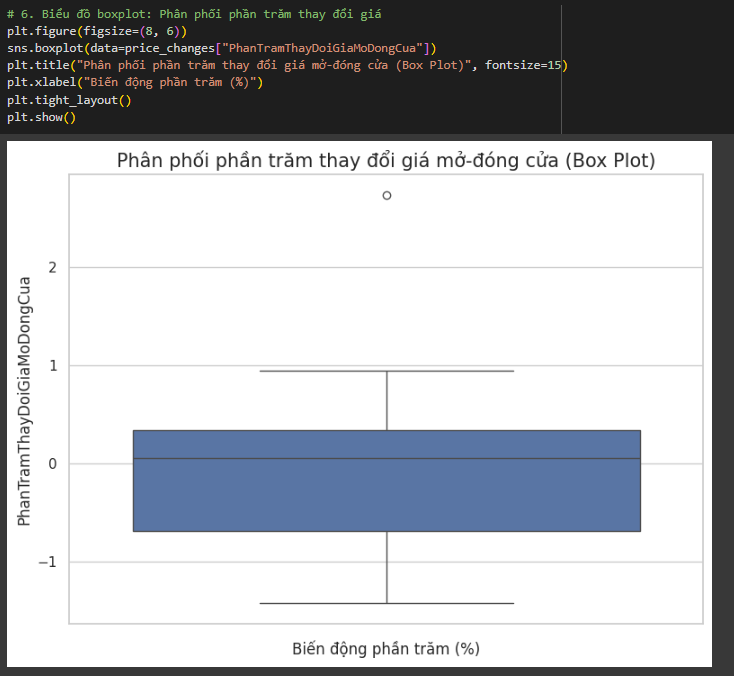 # 6. Biểu đồ boxplot: Phân phối phần trăm thay đổi giá
plt.figure(figsize=(8, 6))
sns.boxplot(data=price_changes["PhanTramThayDoiGiaMoDongCua"])
plt.title("Phân phối phần trăm thay đổi giá mở-đóng cửa (Box Plot)", fontsize=15)
plt.xlabel("Biến động phần trăm (%)")
plt.tight_layout()
plt.show()
Phân phối phần trăm thay đổi giá mở-đóng cửa (Box Plot)
PhanTramThayDoiGiaMoDongCua
2
1
0
−1
Biến động phần trăm (%)